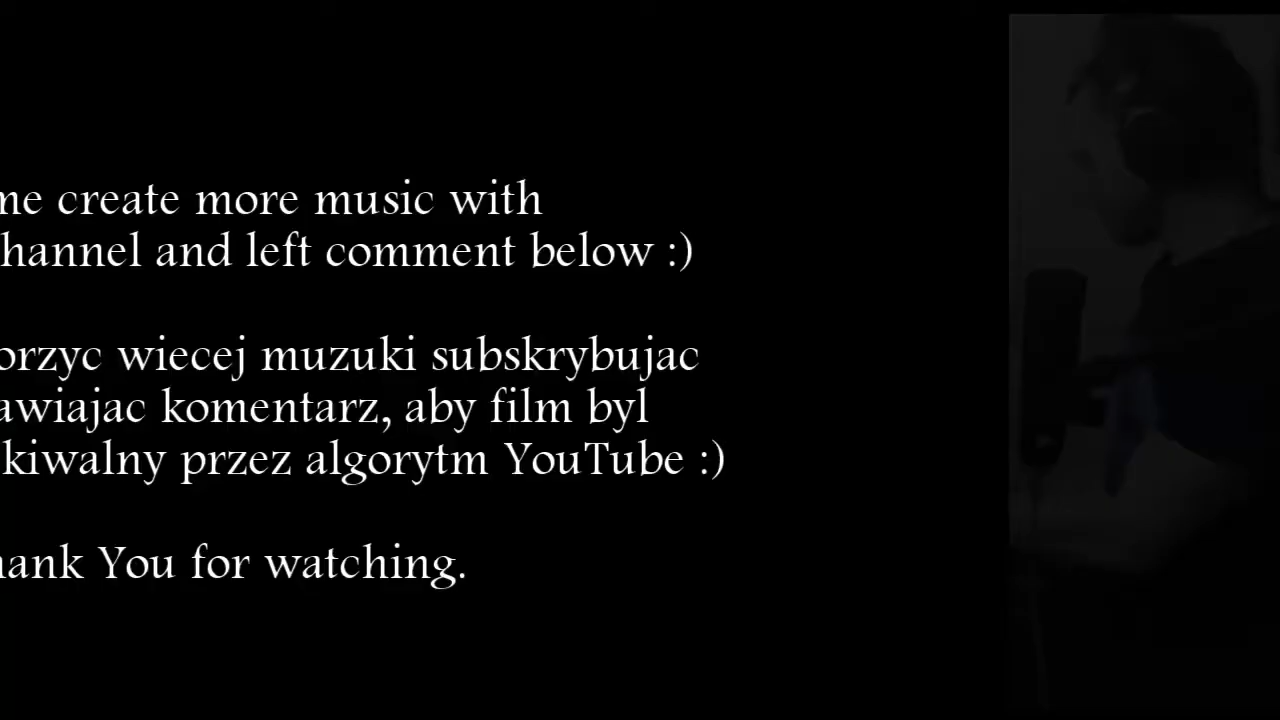 me create more music with
hannel and left comment below :)
orzyc wiecej muzuki subskrybujac
awiajac komentarz, aby film byl
kiwalny przez algorytm YouTube :)
hank You for watching.